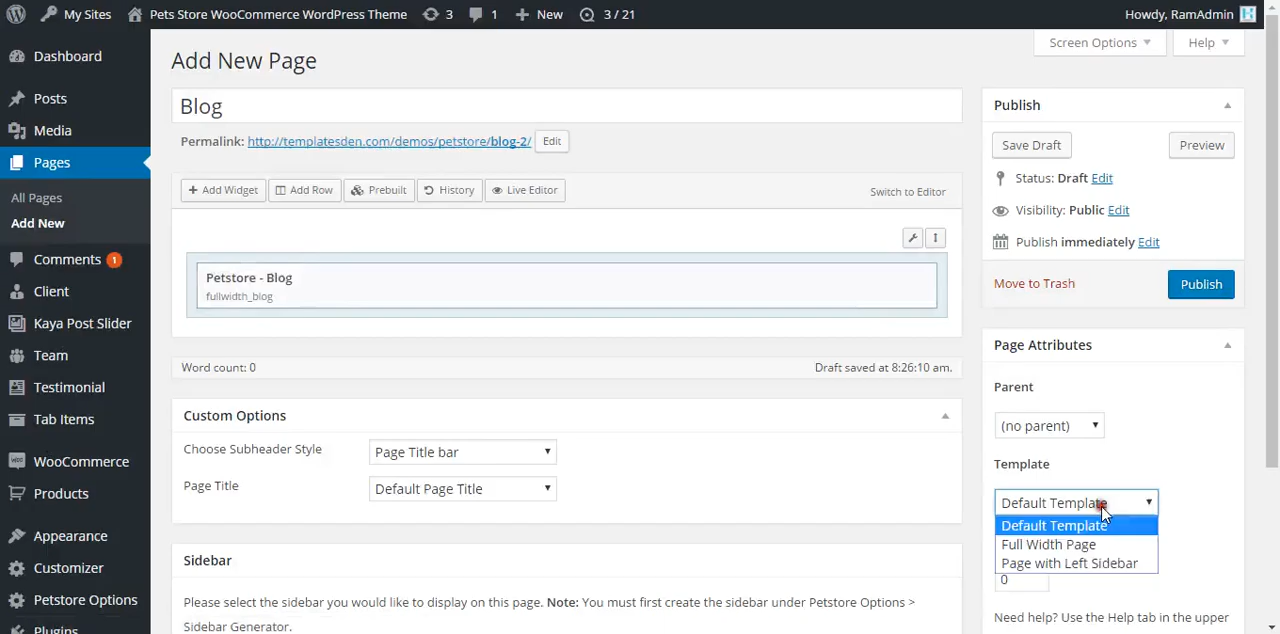 My Sites Pets Store WooCommerce WordPress Theme 3 1 New 3 / 21 Howdy, RamAdmin
Screen Options Help
Dashboard
Posts
Media
Pages
All Pages
Add New
Comments 1
Client
Kaya Post Slider
Team
Testimonial
Tab Items
WooCommerce
Products
Appearance
Customizer
Petstore Options
Plugins
Add New Page
Blog
Permalink: http://templatesden.com/demos/petstore/blog-2/ Edit
Add Widget Add Row Prebuilt History Live Editor Switch to Editor
Petstore - Blog
fullwidth_blog
Word count: 0 Draft saved at 8:26:10 am.
Custom Options
Choose Subheader Style Page Title bar
Page Title Default Page Title
Sidebar
Please select the sidebar you would like to display on this page. Note: You must first create the sidebar under Petstore Options >
Sidebar Generator.
Publish
Save Draft Preview
Status: Draft Edit
Visibility: Public Edit
Publish immediately Edit
Move to Trash Publish
Page Attributes
Parent
(no parent)
Template
Default Template
Default Template
Full Width Page
Page with Left Sidebar
0
Need help? Use the Help tab in the upper